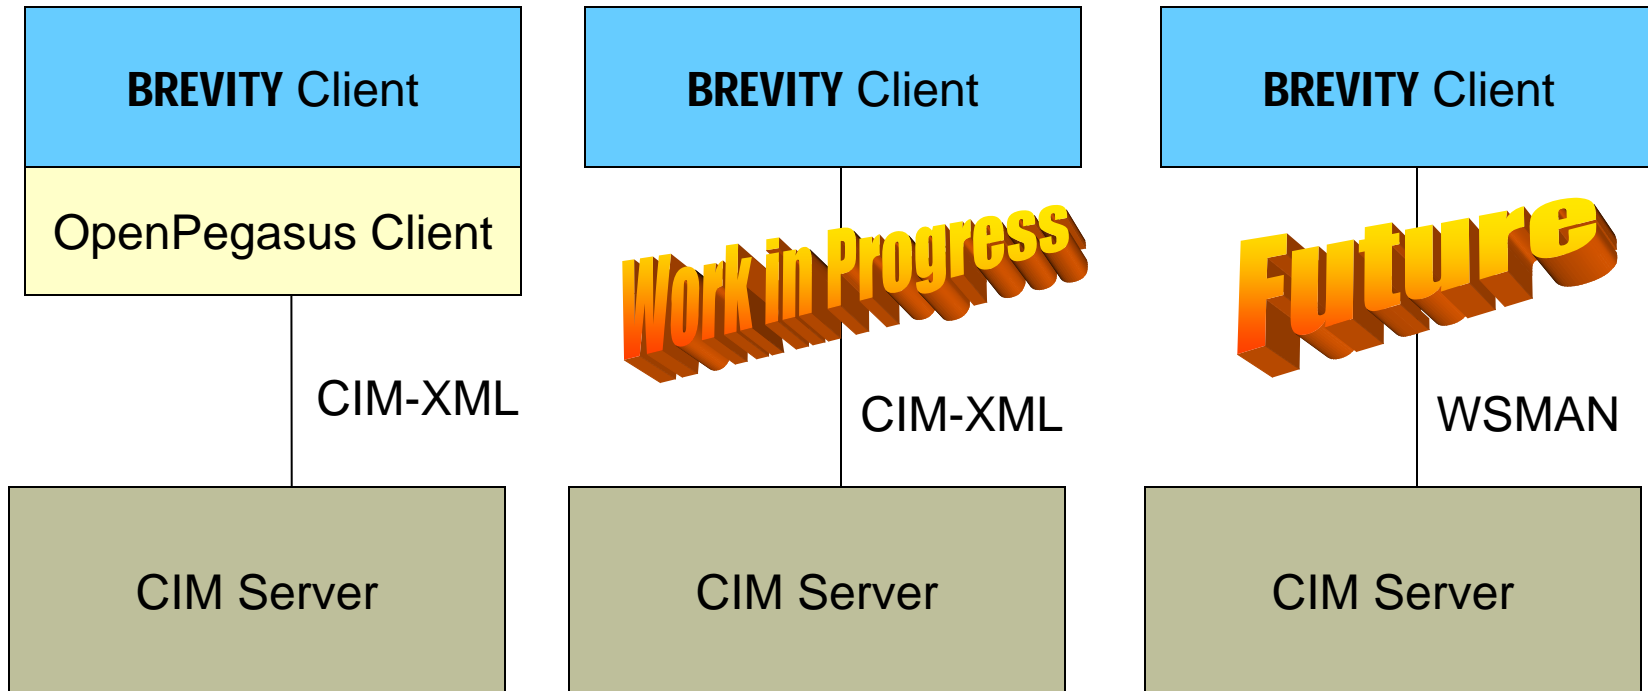 BREVITY Client
OpenPegasus Client
CIM-XML
CIM Server
BREVITY Client
Work in Progress
CIM-XML
CIM Server
BREVITY Client
Future
WSMAN
CIM Server